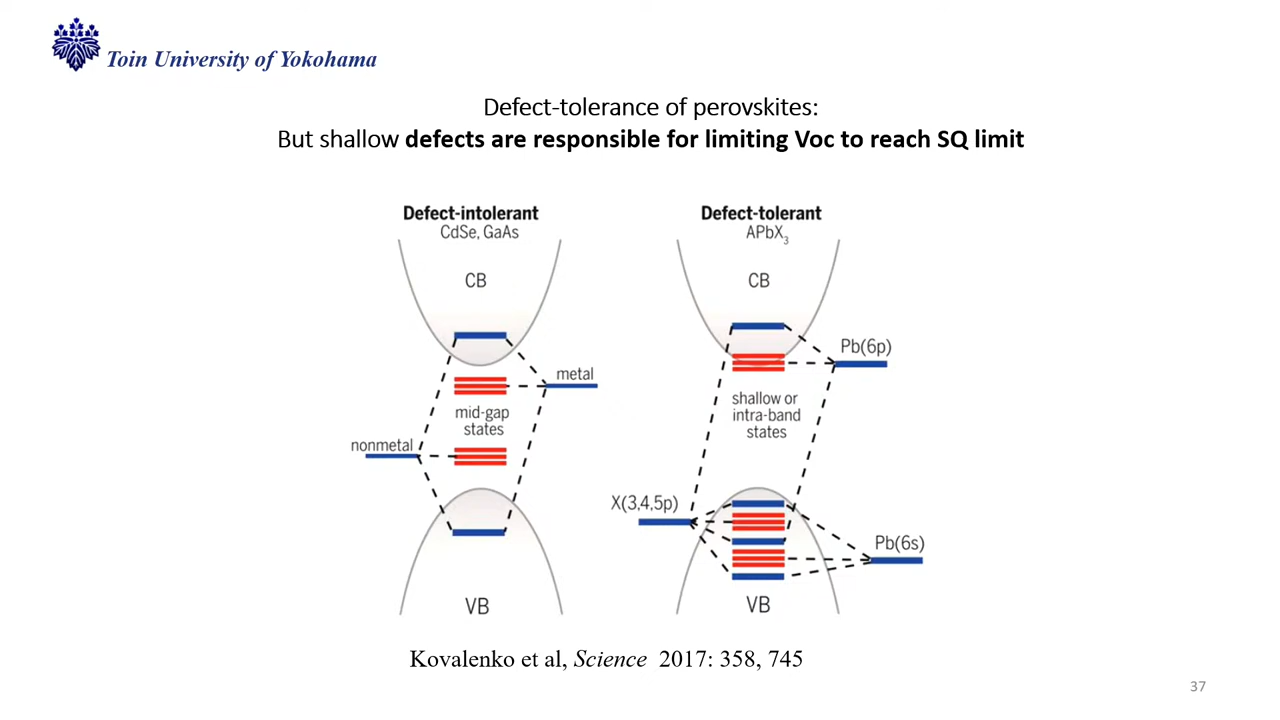 Toin University of Yokohama
Defect-tolerance of perovskites:
But shallow defects are responsible for limiting Voc to reach SQ limit
Defect-intolerant
CdSe, GaAs
CB
metal
mid-gap
states
nonmetal
VB
Defect-tolerant
APbX3
CB
Pb(6p)
shallow or
intra-band
states
X(3,4,5p)
Pb(6s)
VB
Kovalenko et al, Science 2017: 358, 745
37